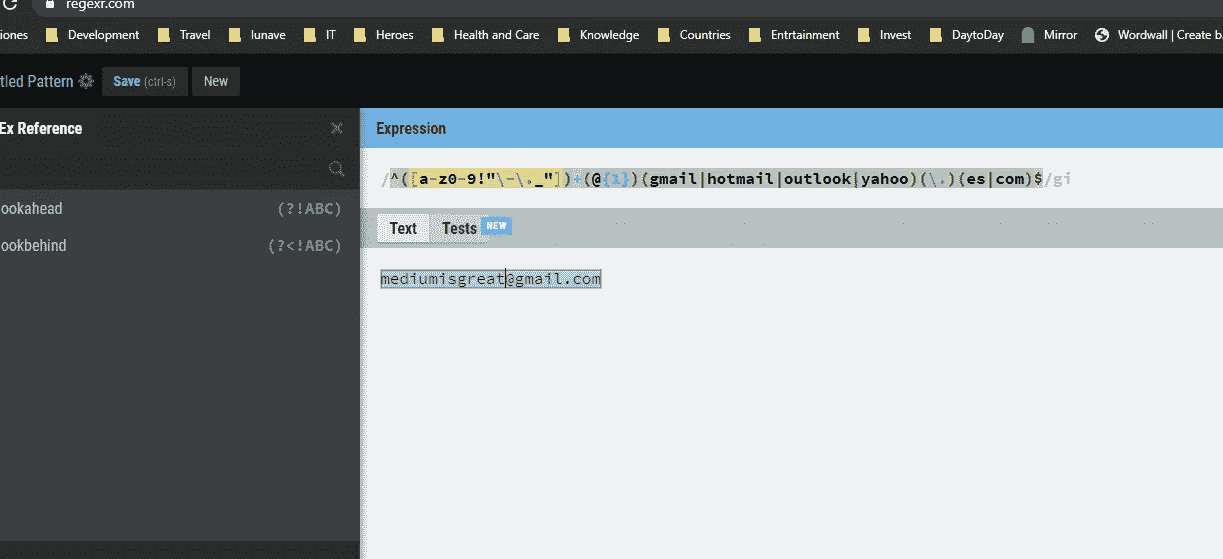 regexr.com
iones Development Travel Iunave IT Heroes Health and Care Knowledge Countries Entrtainment Invest DaytoDay Mirror Wordwall | Create b
tled Pattern Save (ctrl-s) New
Ex Reference
ookahead (?!ABC)
ookbehind (?<!ABC)
Expression
/^([a-z0-9!"\-\._"])+(@{1})(gmail|hotmail|outlook|yahoo)(\.)(es|com)$/gi
Text Tests NEW
mediumisgreat@gmail.com